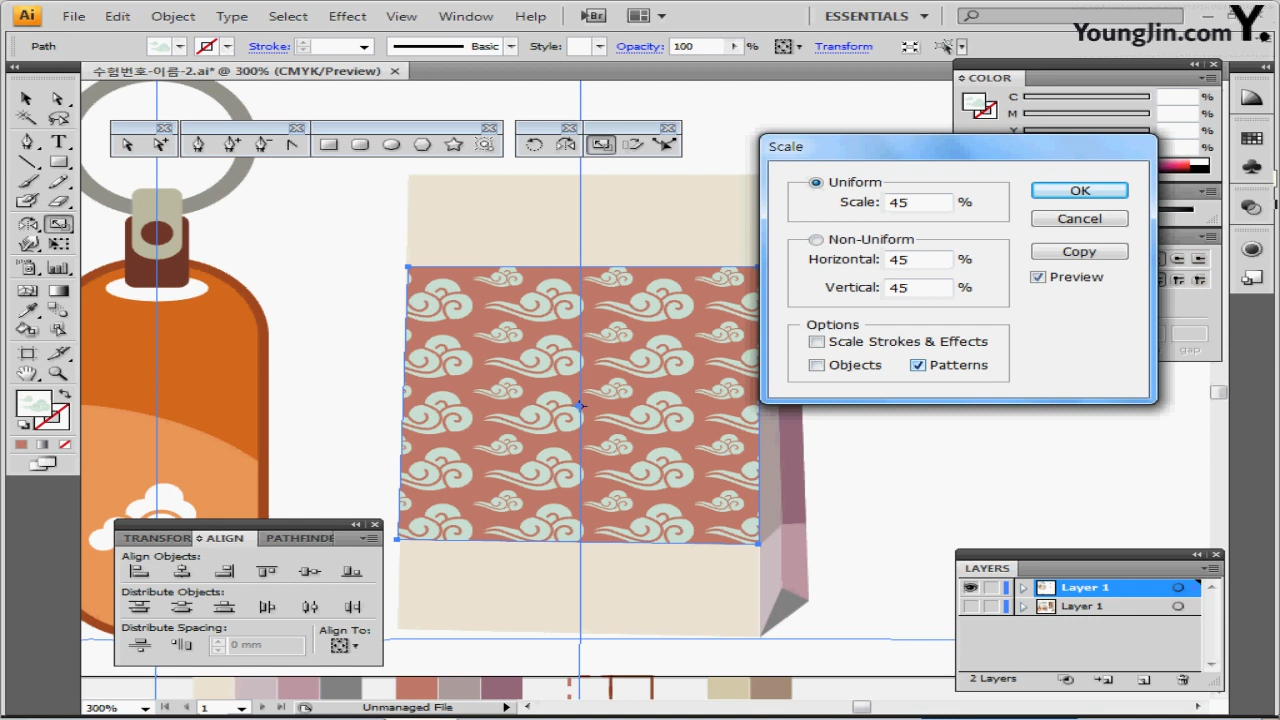 Ai File Edit Object Type Select Effect View Window Help Br ESSENTIALS
YoungJin.com Y.
Path Stroke: Basic Style: Opacity: 100 % Transform
수험번호-이름-2.ai* @ 300% (CMYK/Preview)
COLOR
C %
M %
Y %
%
Scale
Uniform
Scale: 45 %
Non-Uniform
Horizontal: 45 %
Vertical: 45 %
Options
Scale Strokes & Effects
Objects Patterns
OK
Cancel
Copy
Preview
gap
TRANSFOR ALIGN PATHFINDE
Align Objects:
Distribute Objects:
Distribute Spacing: Align To:
0 mm
LAYERS
Layer 1
Layer 1
2 Layers
300% 1 Unmanaged File